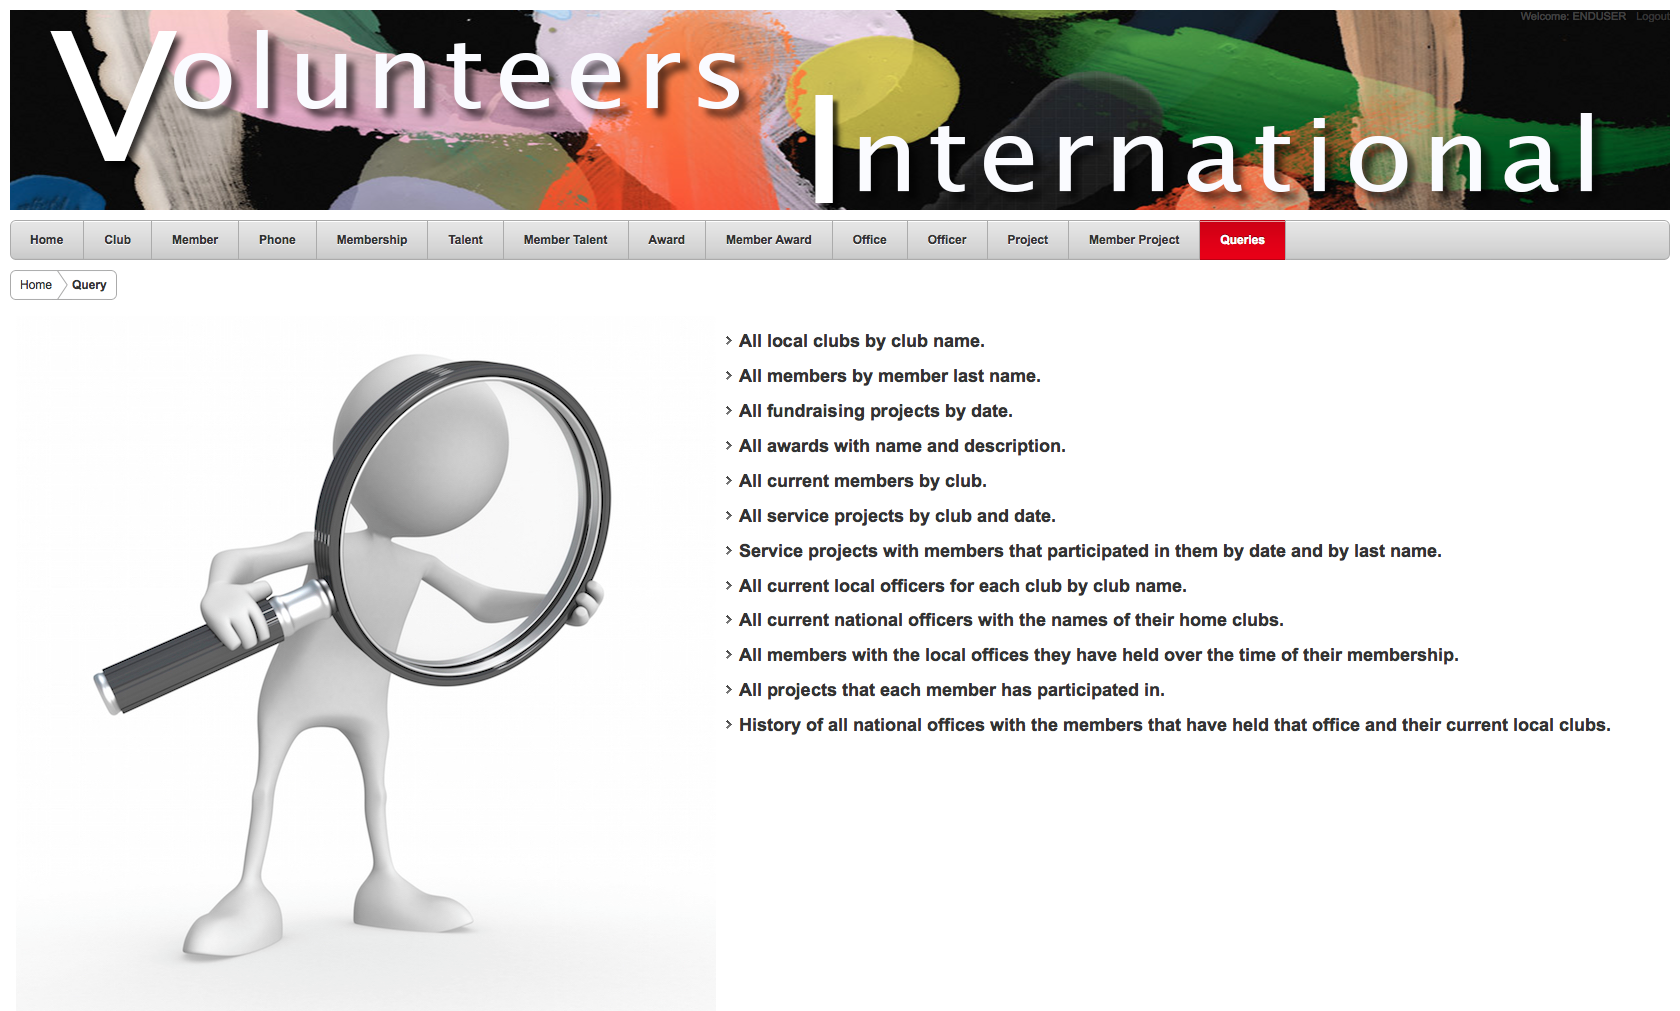 Welcome: ENDUSER Logout
Volunteers
International
Home Club Member Phone Membership Talent Member Talent Award Member Award Office Officer Project Member Project Queries
Home Query
All local clubs by club name.
All members by member last name.
All fundraising projects by date.
All awards with name and description.
All current members by club.
All service projects by club and date.
Service projects with members that participated in them by date and by last name.
All current local officers for each club by club name.
All current national officers with the names of their home clubs.
All members with the local offices they have held over the time of their membership.
All projects that each member has participated in.
History of all national offices with the members that have held that office and their current local clubs.